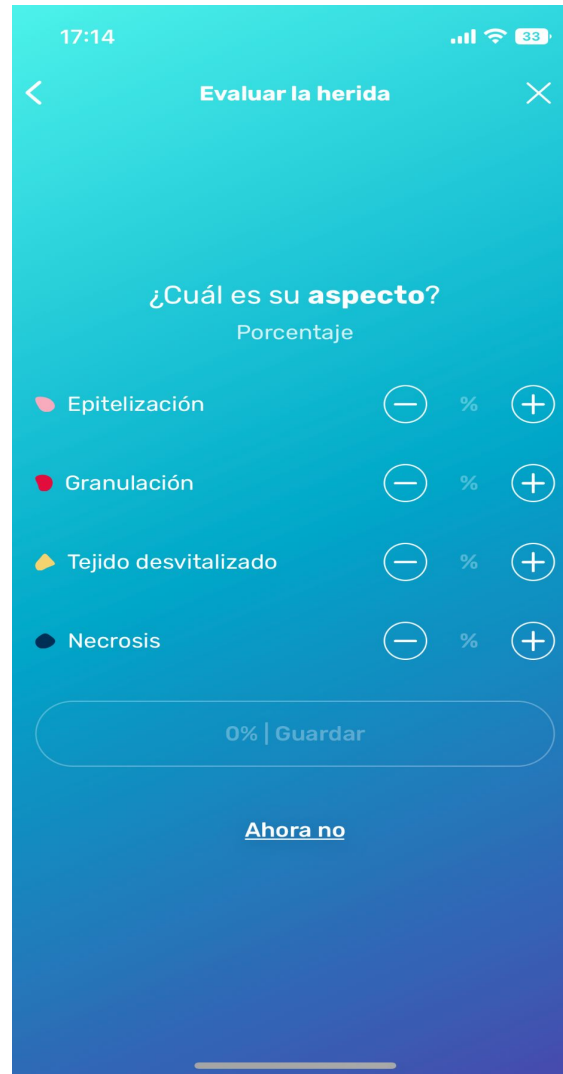 17:14
33
Evaluar la herida
¿Cuál es su aspecto?
Porcentaje
Epitelización
%
Granulación
%
Tejido desvitalizado
%
Necrosis
%
0% | Guardar
Ahora no